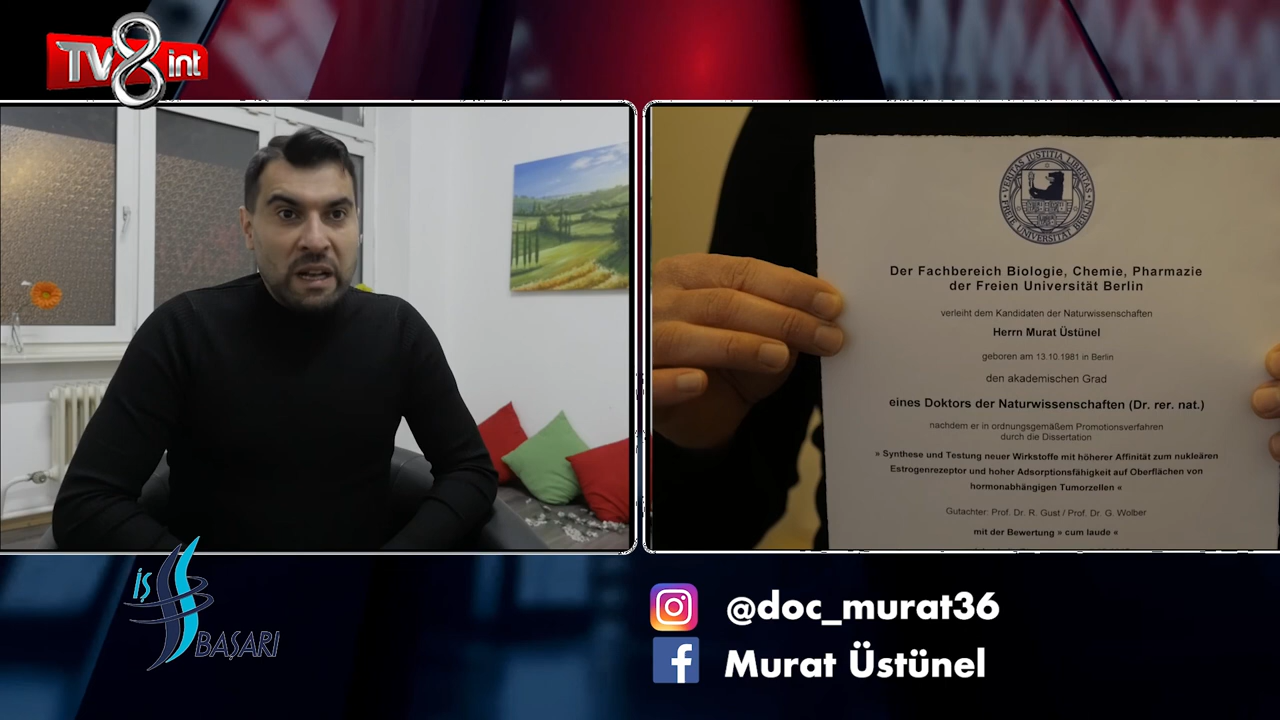 TV8int
VERITAS JUSTITIA LIBERTAS
FREIE UNIVERSITÄT BERLIN
Der Fachbereich Biologie, Chemie, Pharmazie
der Freien Universität Berlin
verleiht dem Kandidaten der Naturwissenschaften
Herrn Murat Üstünel
geboren am 13.10.1981 in Berlin
den akademischen Grad
eines Doktors der Naturwissenschaften (Dr. rer. nat.)
nachdem er in ordnungsgemäßem Promotionsverfahren
durch die Dissertation
» Synthese und Testung neuer Wirkstoffe mit höherer Affinität zum nukleären
Estrogenrezeptor und hoher Adsorptionsfähigkeit auf Oberflächen von
hormonabhängigen Tumorzellen «
Gutachter: Prof. Dr. R. Gust / Prof. Dr. G. Wolber
mit der Bewertung » cum laude «
İŞ
BAŞARI
@doc_murat36
Murat Üstünel